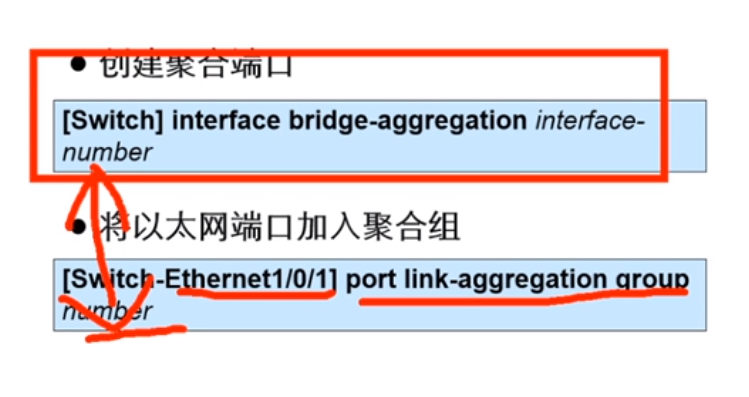 ● 创建聚合端口
[Switch] interface bridge-aggregation interface-
number
● 将以太网端口加入聚合组
[Switch-Ethernet1/0/1] port link-aggregation group
number